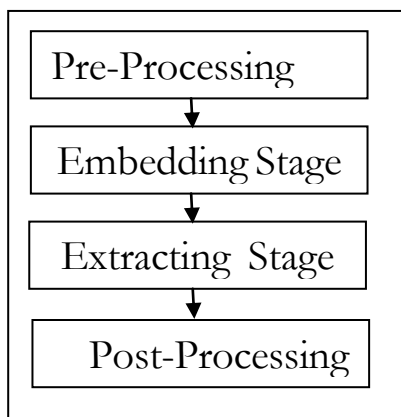 Pre-Processing
Embedding Stage
Extracting Stage
Post-Processing